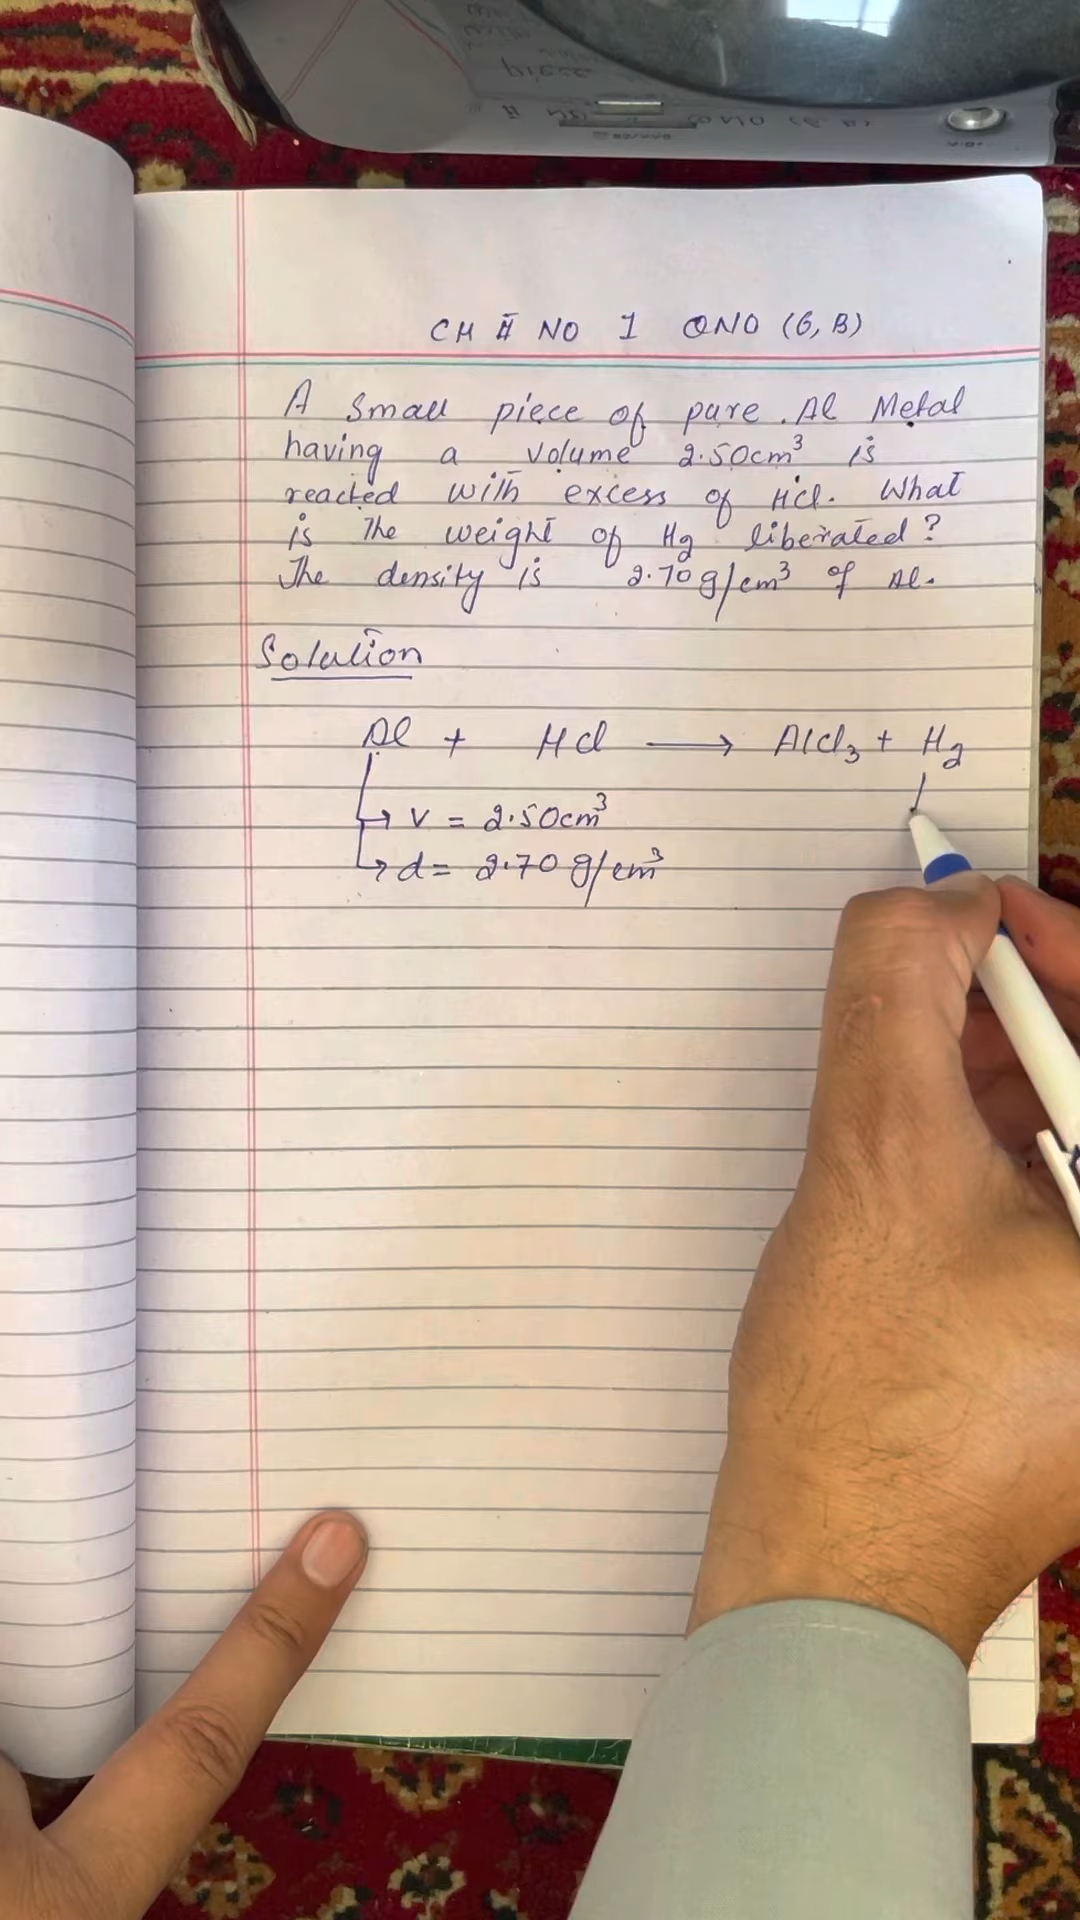 CH # NO 1 QNO (6, B)
A small piece of pure Al Metal
having a volume 2.50cm³ is
reacted with excess of HCl. What
is The weight of H2 liberated?
The density is 2.70 g/cm³ of Al.
Solution
Al + HCl ⟶ AlCl₃ + H₂
→ v = 2.50cm³
→ d = 2.70 g/cm³